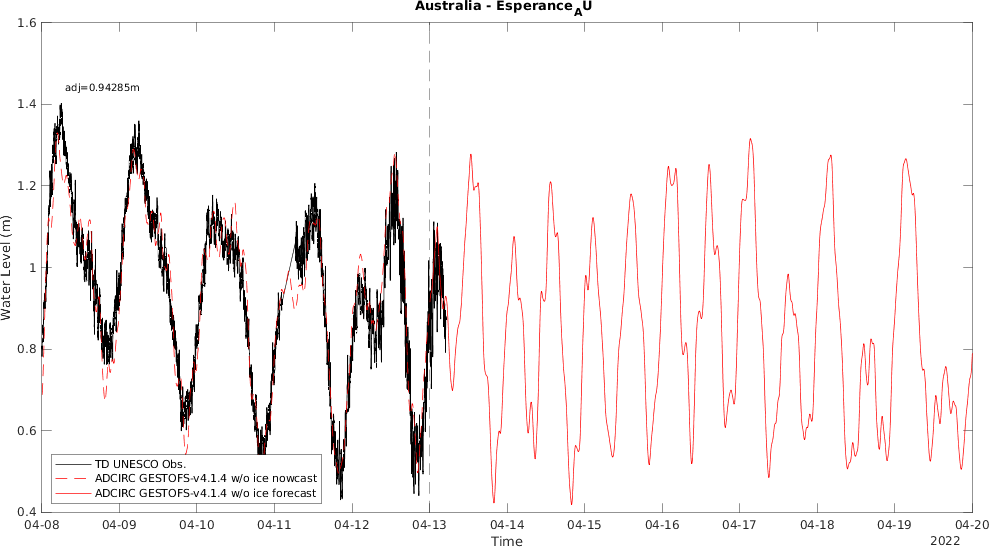 Australia - Esperance_AU
1.6
adj=0.94285m
1.4
1.2
Water Level (m)
1
0.8
0.6
TD UNESCO Obs.
ADCIRC GESTOFS-v4.1.4 w/o ice nowcast
ADCIRC GESTOFS-v4.1.4 w/o ice forecast
0.4
04-08 04-09 04-10 04-11 04-12 04-13 04-14 04-15 04-16 04-17 04-18 04-19 04-20
Time
2022